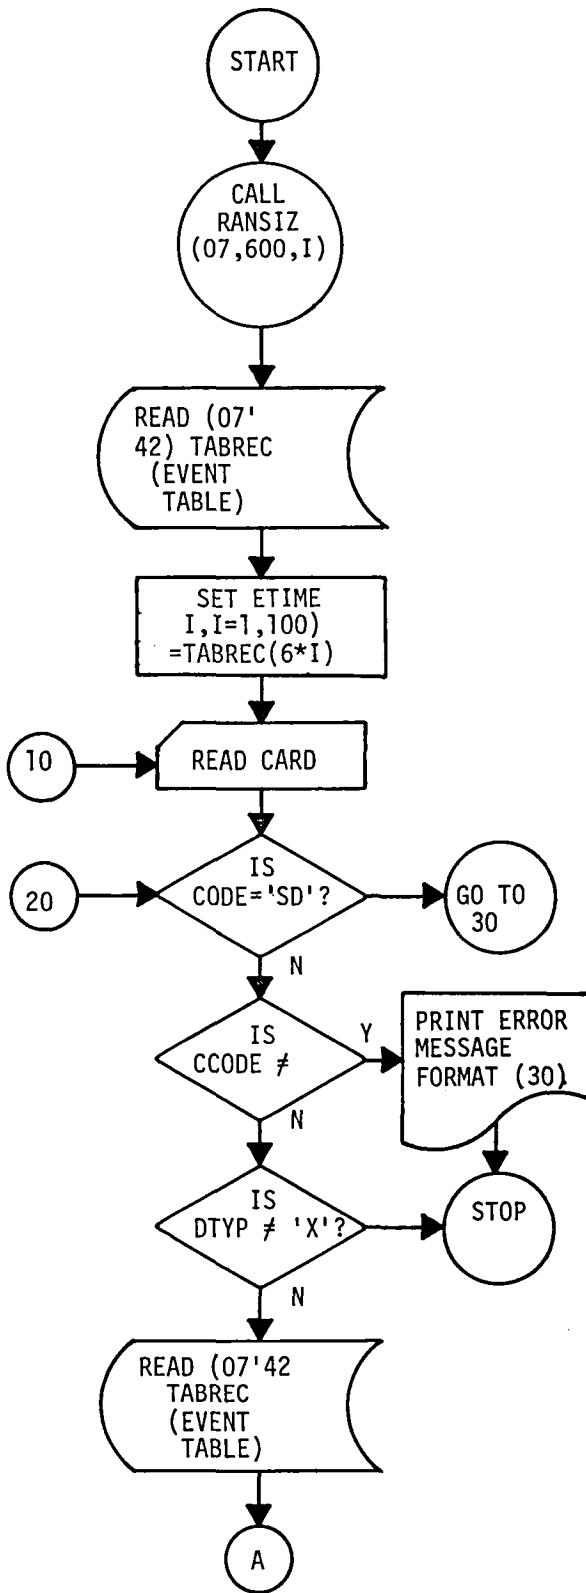 START
CALL
RANSIZ
(07,600,I)
READ (07'
42) TABREC
(EVENT
TABLE)
SET ETIME
I,I=1,100)
=TABREC(6*I)
10
READ CARD
20
IS
CODE='SD'?
GO TO
30
N
IS
CCODE ≠
Y
PRINT ERROR
MESSAGE
FORMAT (30)
N
IS
DTYP ≠ 'X'?
STOP
N
READ (07'42
TABREC
(EVENT
TABLE)
A